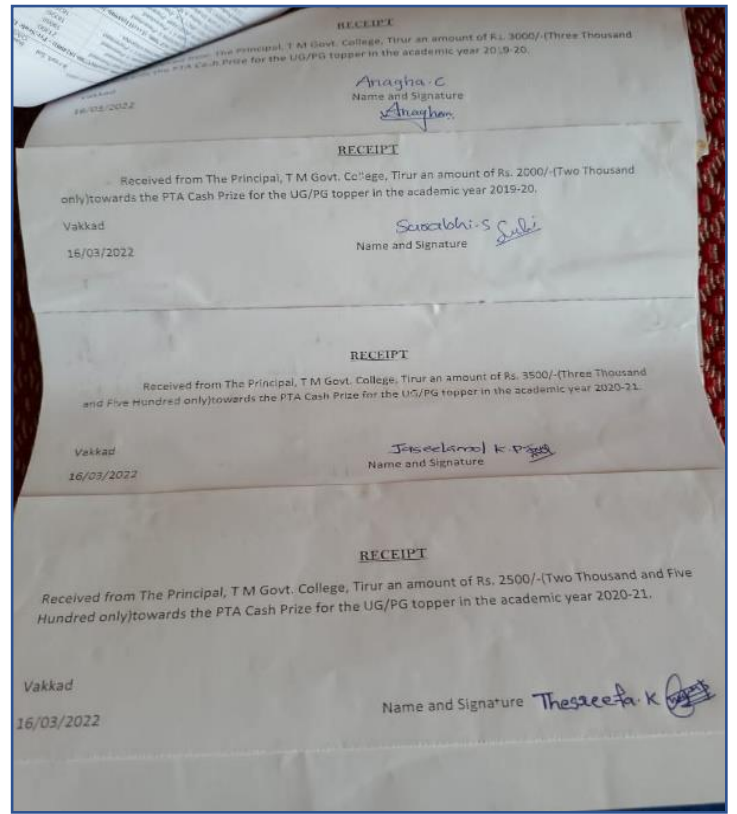 RECEIPT
The Principal, T M Govt. College, Tirur an amount of Rs. 3000/-(Three Thousand
PTA Cash Prize for the UG/PG topper in the academic year 2019-20.
Vakkad
Anagha.C
16/03/2022
Name and Signature
RECEIPT
Received from The Principal, T M Govt. College, Tirur an amount of Rs. 2000/-(Two Thousand
only)towards the PTA Cash Prize for the UG/PG topper in the academic year 2019-20.
Vakkad
Surabhi.S
16/03/2022
Name and Signature
RECEIPT
Received from The Principal, T M Govt. College, Tirur an amount of Rs. 3500/-(Three Thousand
and Five Hundred only)towards the PTA Cash Prize for the UG/PG topper in the academic year 2020-21.
Vakkad
Jaseelamol K.P
16/03/2022
Name and Signature
RECEIPT
Received from The Principal, T M Govt. College, Tirur an amount of Rs. 2500/-(Two Thousand and Five
Hundred only)towards the PTA Cash Prize for the UG/PG topper in the academic year 2020-21.
Vakkad
Name and Signature Thesreefa.K
16/03/2022